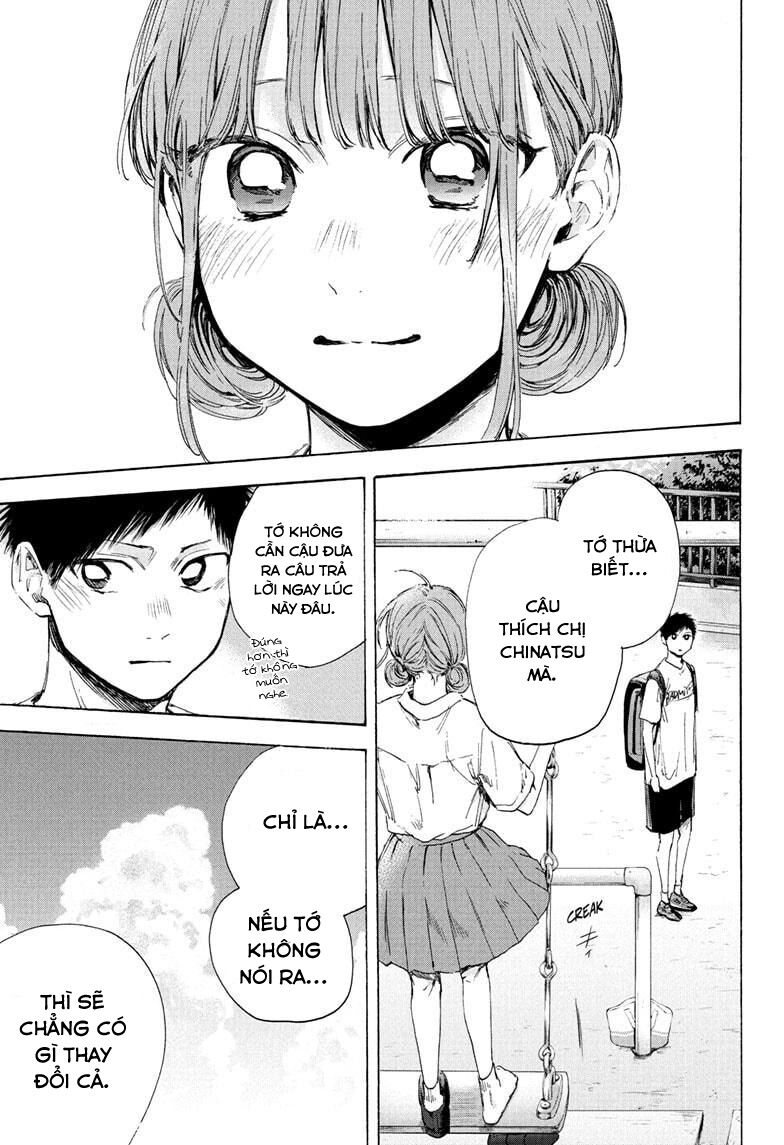 TỚ THỪA
BIẾT...
CẬU
THÍCH CHỊ
CHINATSU
MÀ.
CREAK
TỚ KHÔNG
CẦN CẬU ĐƯA
RA CÂU TRẢ
LỜI NGAY LÚC
NÀY ĐÂU.
Đúng
hơn thì
tớ không
muốn
nghe
CHỈ LÀ...
NẾU TỚ
KHÔNG
NÓI RA...
THÌ SẼ
CHẲNG CÓ
GÌ THAY
ĐỔI CẢ.